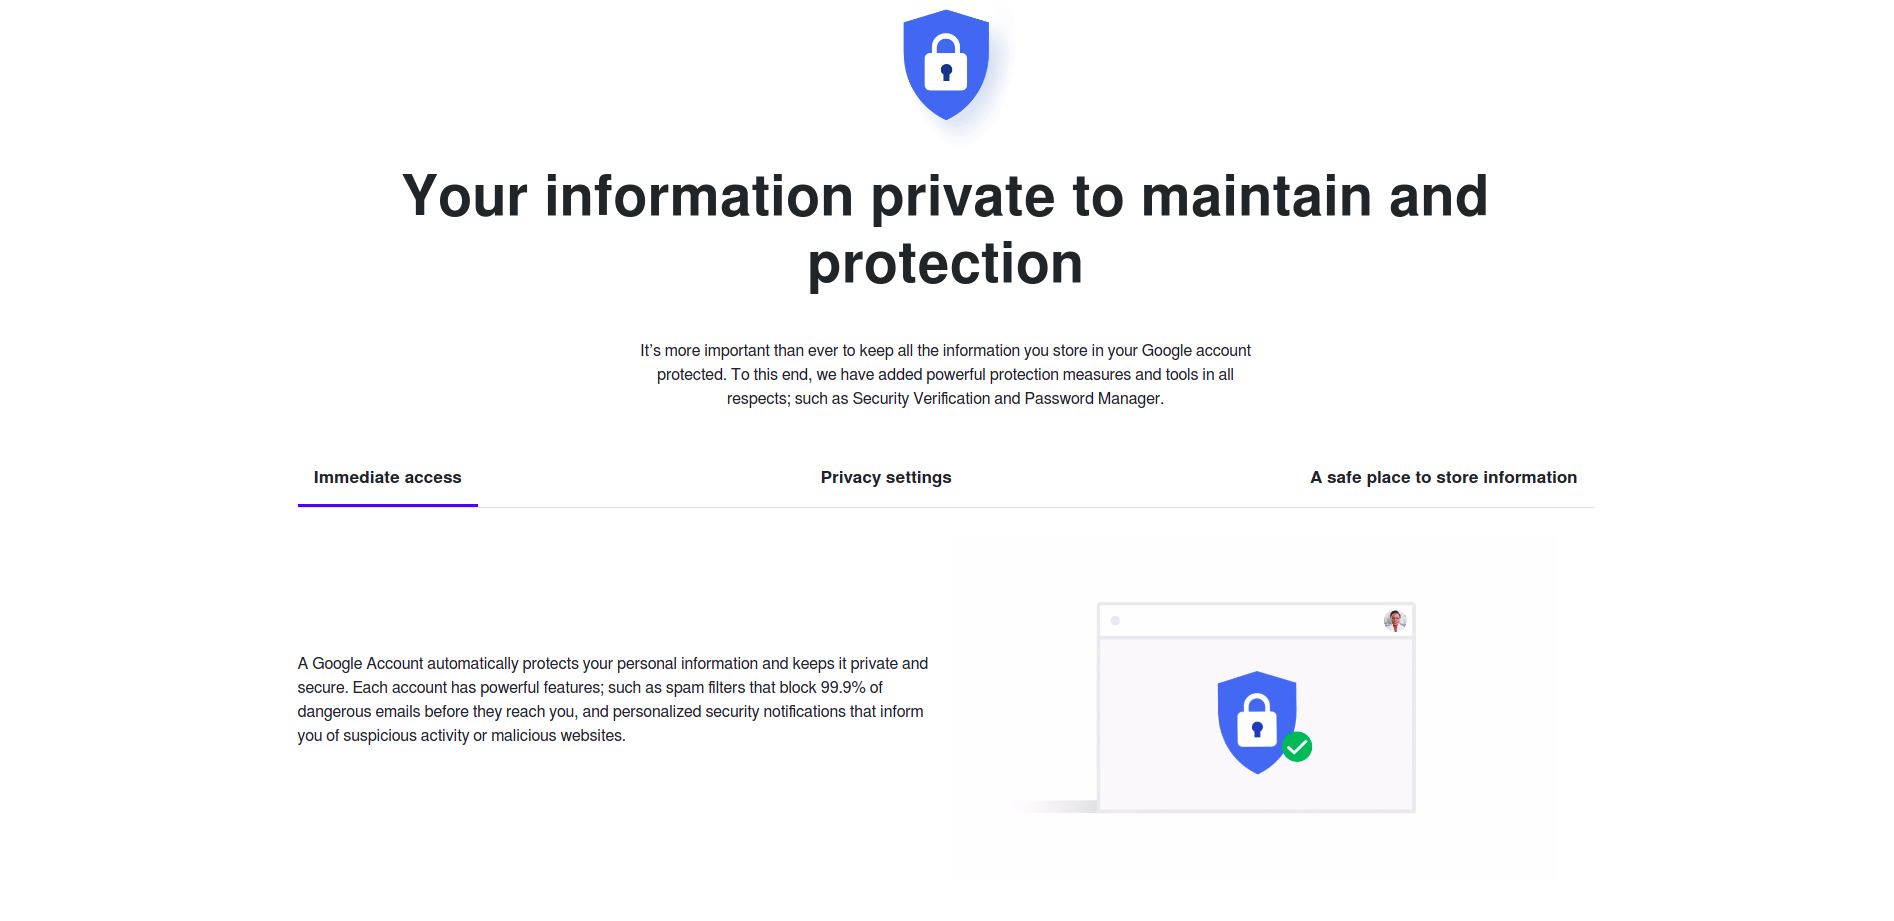 Your information private to maintain and
protection
It's more important than ever to keep all the information you store in your Google account
protected. To this end, we have added powerful protection measures and tools in all
respects; such as Security Verification and Password Manager.
Immediate access
Privacy settings
A safe place to store information
A Google Account automatically protects your personal information and keeps it private and
secure. Each account has powerful features; such as spam filters that block 99.9% of
dangerous emails before they reach you, and personalized security notifications that inform
you of suspicious activity or malicious websites.